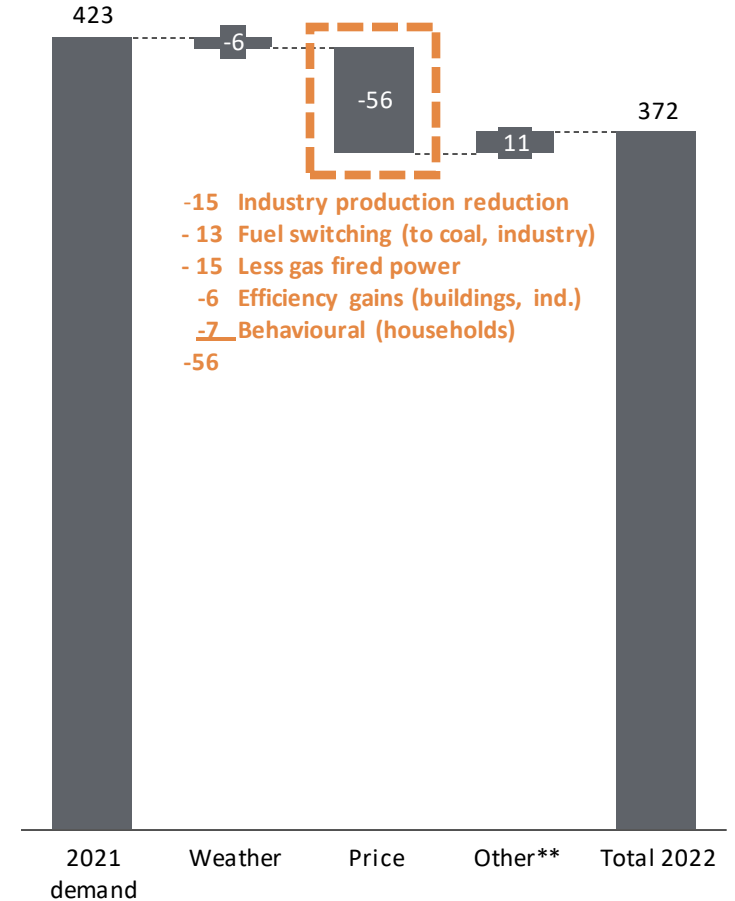 423
-6
-56
11
372
-15 Industry production reduction
- 13 Fuel switching (to coal, industry)
- 15 Less gas fired power
-6 Efficiency gains (buildings, ind.)
-7 Behavioural (households)
-56
2021 demand
Weather
Price
Other**
Total 2022